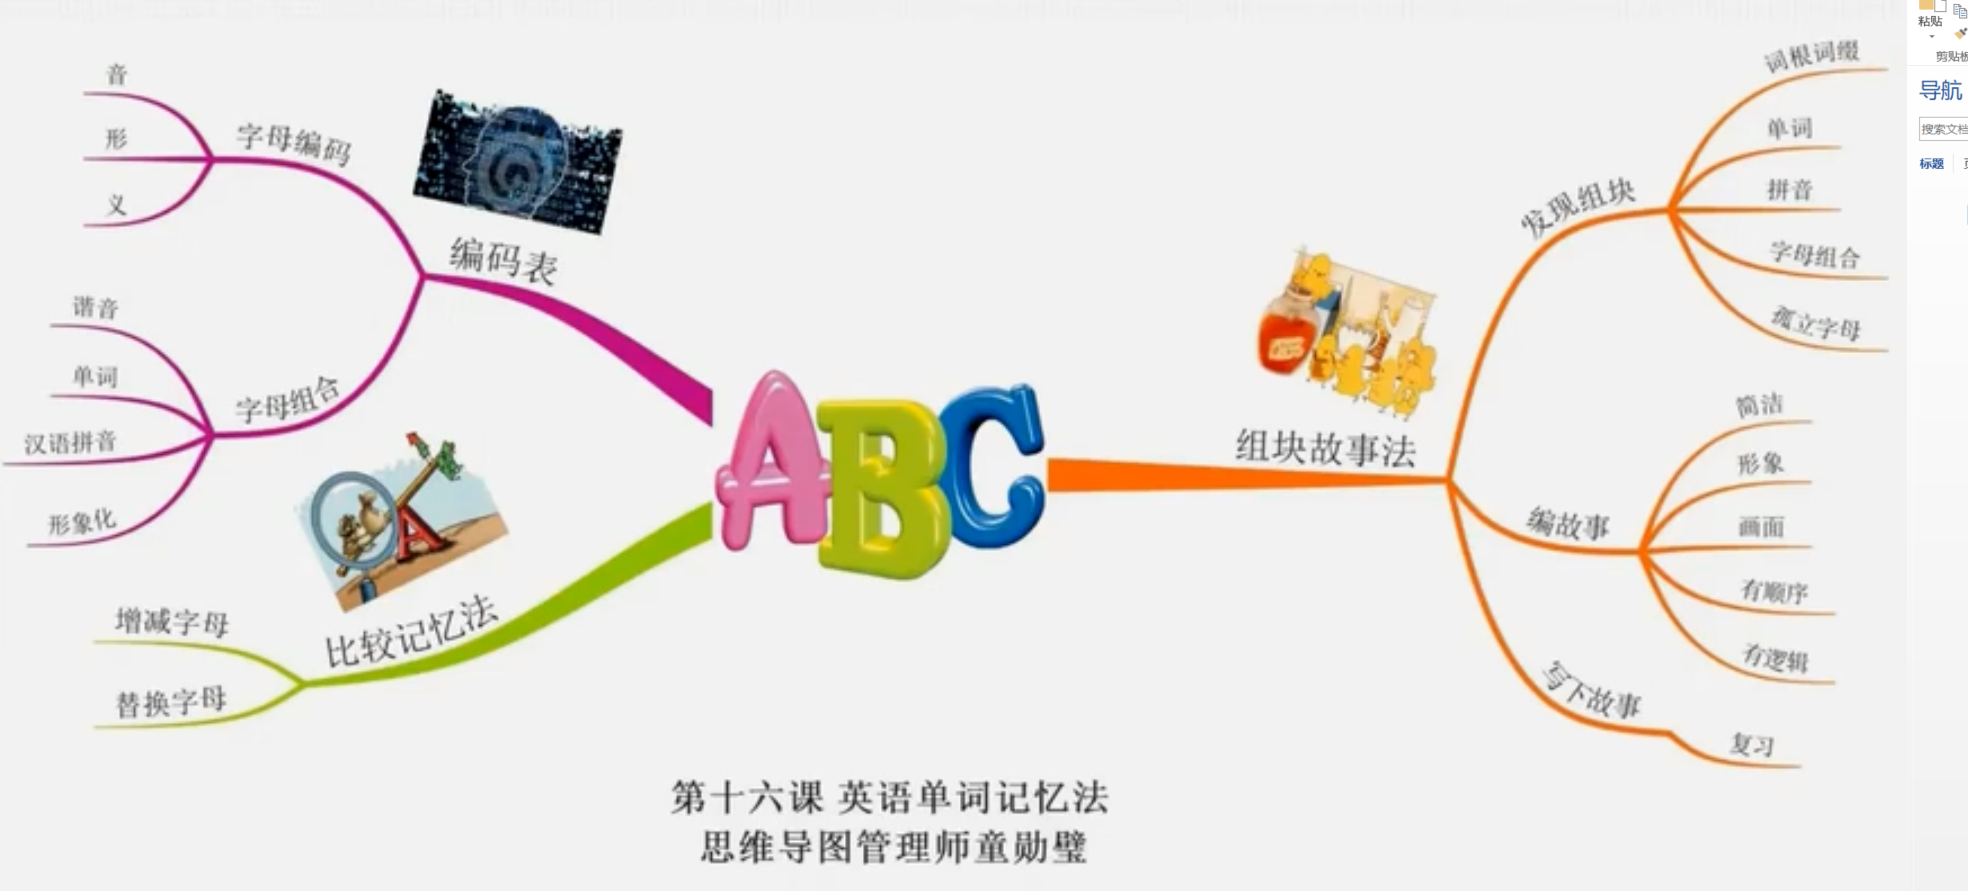 音
形
义
字母编码
编码表
谐音
单词
汉语拼音
形象化
字母组合
增减字母
替换字母
比较记忆法
ABC
组块故事法
发现组块
词根词缀
单词
拼音
字母组合
孤立字母
编故事
简洁
形象
画面
有顺序
有逻辑
写下故事
复习
第十六课 英语单词记忆法
思维导图管理师童勋璧
粘贴
剪贴板
导航
搜索文档
标题